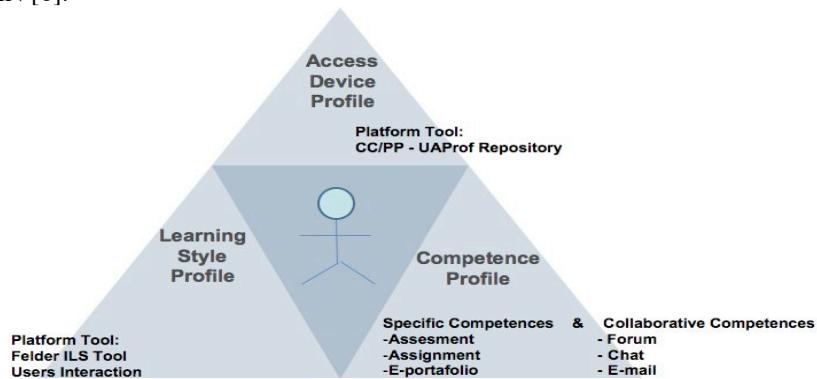 Access
Device
Profile
Platform Tool:
CC/PP - UAProf Repository
Learning
Style
Profile
Competence
Profile
Platform Tool:
Felder ILS Tool
Users Interaction
Specific Competences & Collaborative Competences
-Assesment - Forum
-Assignment - Chat
-E-portafolio - E-mail